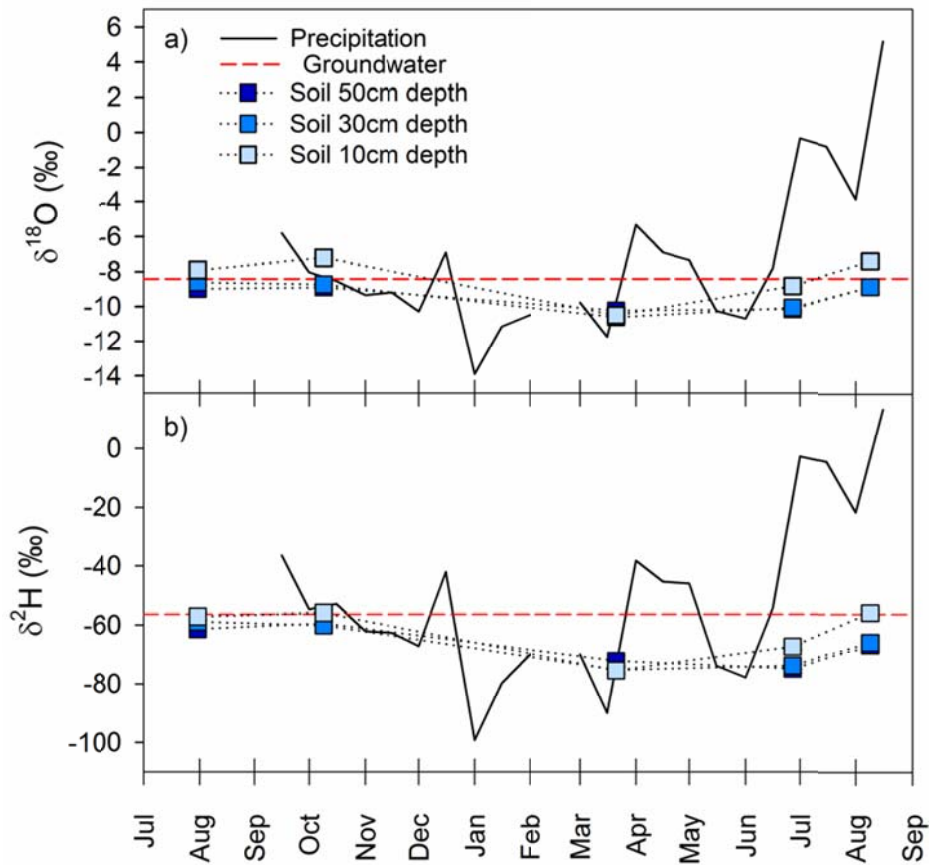 a)
Precipitation
Groundwater
Soil 50cm depth
Soil 30cm depth
Soil 10cm depth
δ18O (‰)
6
4
2
0
-2
-4
-6
-8
-10
-12
-14
b)
δ2H (‰)
0
-20
-40
-60
-80
-100
Jul
Aug
Sep
Oct
Nov
Dec
Jan
Feb
Mar
Apr
May
Jun
Jul
Aug
Sep